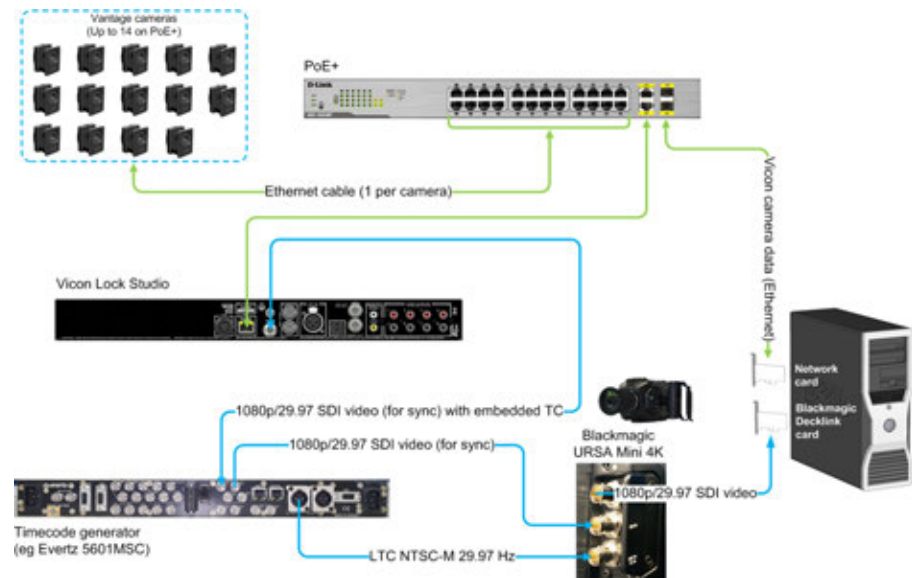 Vantage cameras
(Up to 14 on PoE+)
PoE+
D-Link
Ethernet cable (1 per camera)
Vicon camera data (Ethernet)
Vicon Lock Studio
Network
card
Blackmagic
Decklink
card
1080p/29.97 SDI video (for sync) with embedded TC
1080p/29.97 SDI video (for sync)
Blackmagic
URSA Mini 4K
1080p/29.97 SDI video
Timecode generator
(eg Evertz 5601MSC)
LTC NTSC-M 29.97 Hz